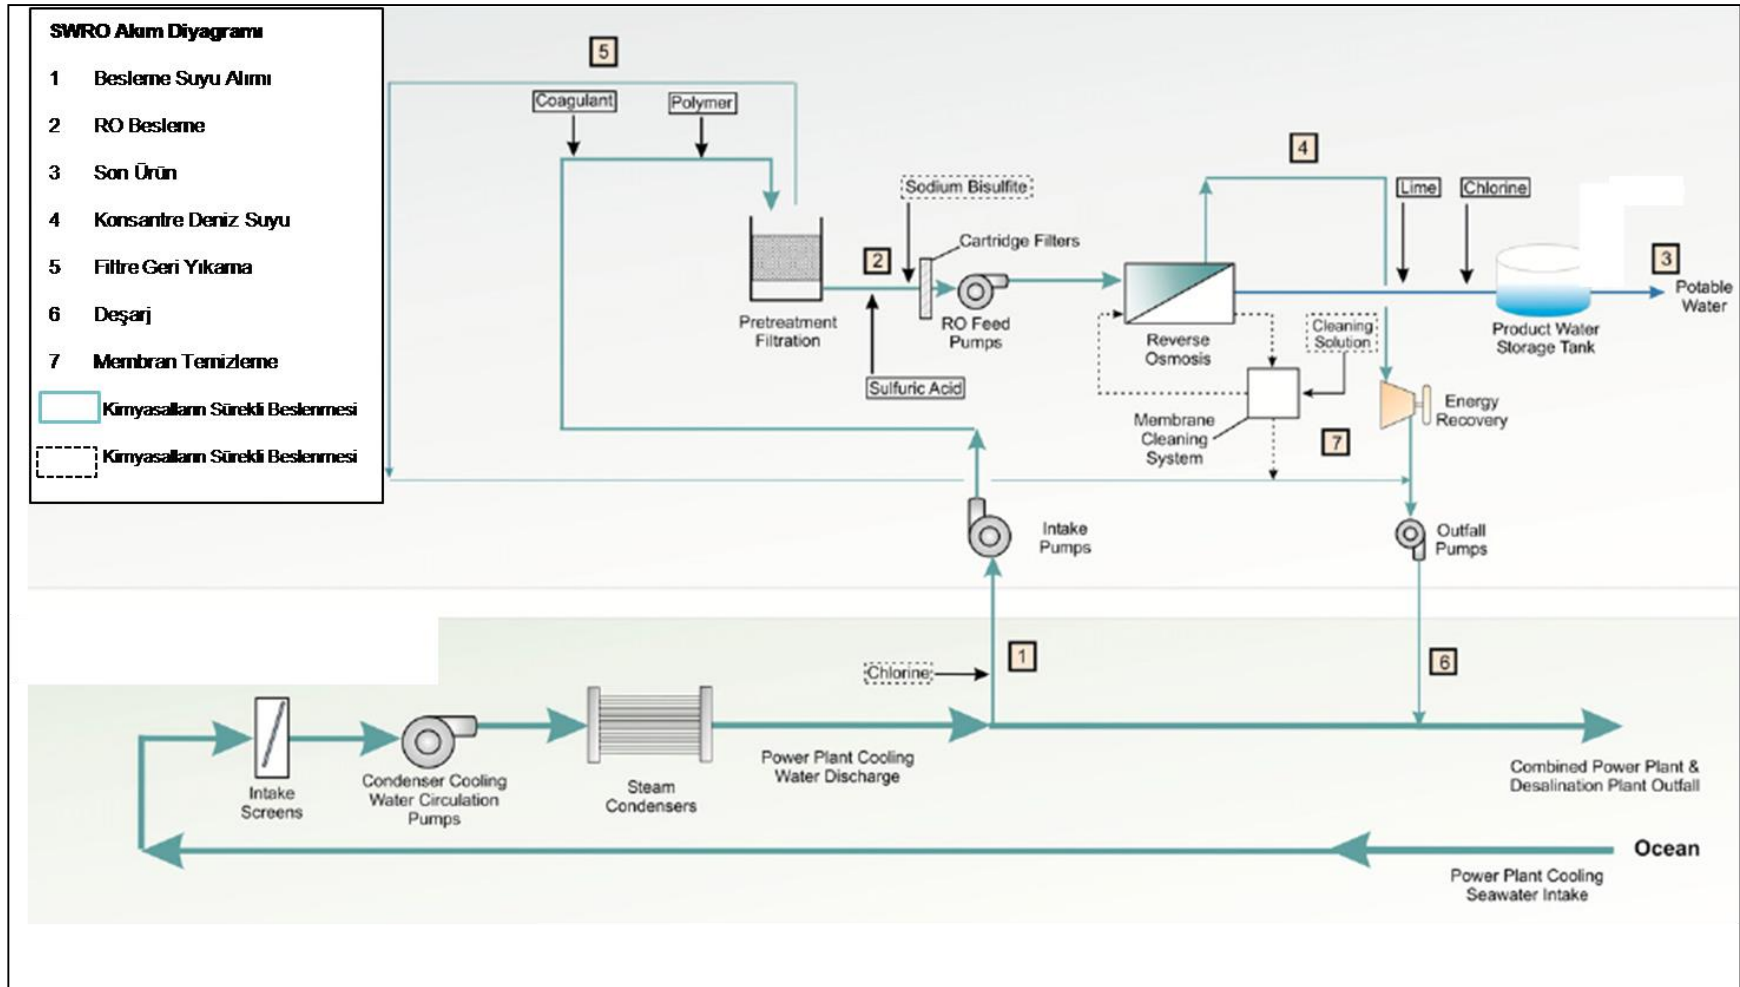 SWRO Akım Diyagramı
1 Besleme Suyu Alımı
2 RO Besleme
3 Son Ürün
4 Konsantre Deniz Suyu
5 Filtre Geri Yıkama
6 Deşarj
7 Membran Temizleme
Kimyasalların Sürekli Beslenmesi
Kimyasalların Sürekli Beslenmesi
5
Coagulant
Polymer
4
Sodium Bisulfite
Lime
Chlorine
2
Cartridge Filters
3
Potable
Water
Pretreatment
Filtration
RO Feed
Pumps
Reverse
Osmosis
Cleaning
Solution
Product Water
Storage Tank
Sulfuric Acid
Membrane
Cleaning
System
7
Energy
Recovery
Intake
Pumps
Outfall
Pumps
Chlorine
1
6
Intake
Screens
Condenser Cooling
Water Circulation
Pumps
Steam
Condensers
Power Plant Cooling
Water Discharge
Combined Power Plant &
Desalination Plant Outfall
Ocean
Power Plant Cooling
Seawater Intake